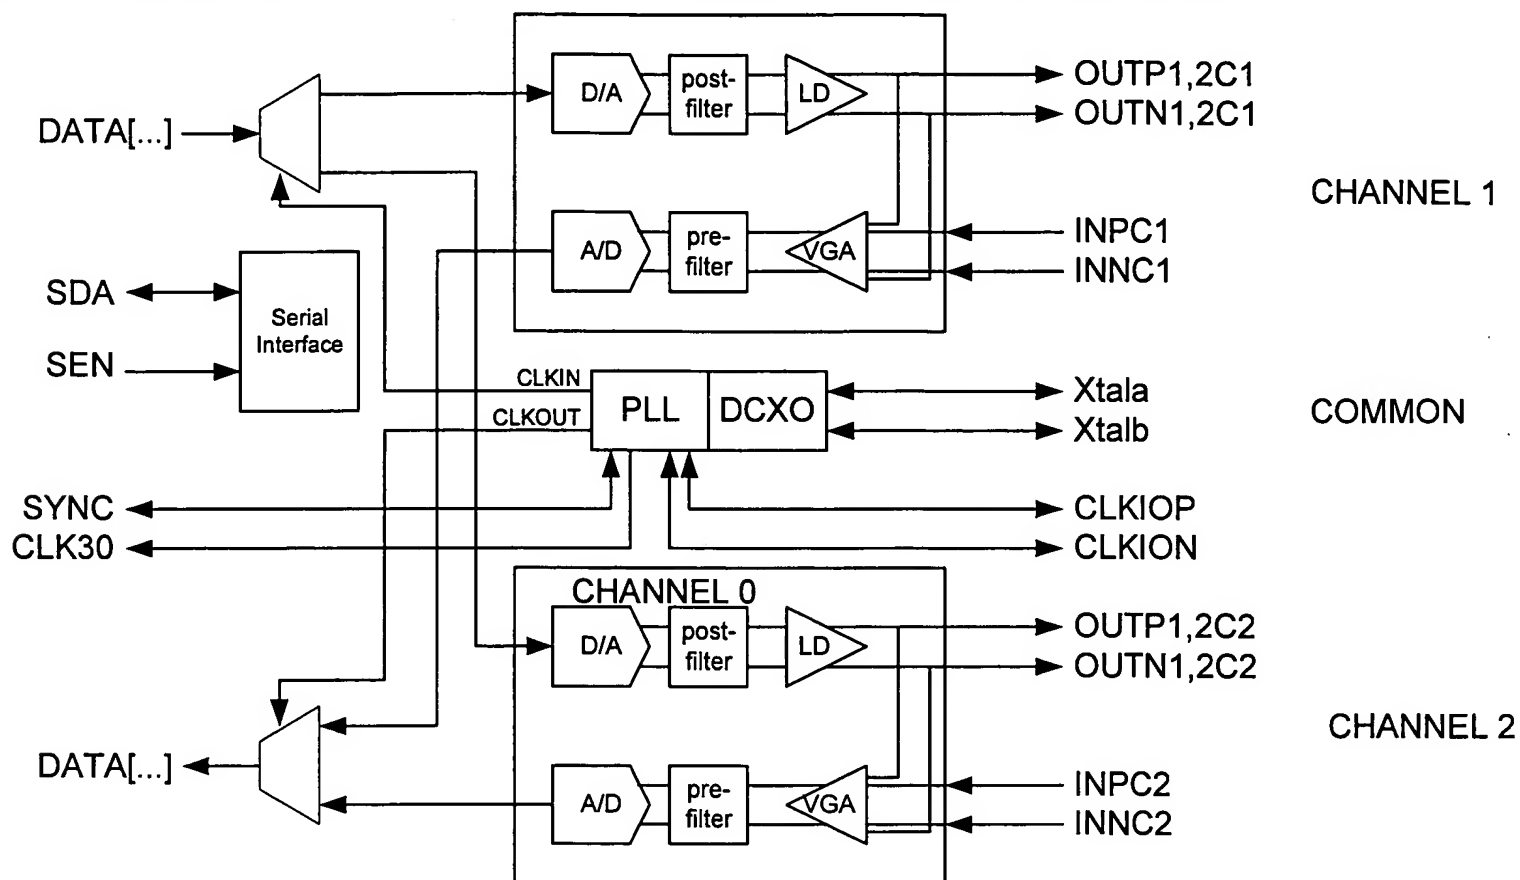 D/A
post-
filter
LD
OUTP1,2C1
OUTN1,2C1
DATA[...]
CHANNEL 1
A/D
pre-
filter
VGA
INPC1
INNC1
SDA
SEN
Serial
Interface
CLKIN
CLKOUT
PLL
DCXO
Xtala
Xtalb
COMMON
SYNC
CLK30
CLKIOP
CLKION
CHANNEL 0
D/A
post-
filter
LD
OUTP1,2C2
OUTN1,2C2
CHANNEL 2
DATA[...]
A/D
pre-
filter
VGA
INPC2
INNC2